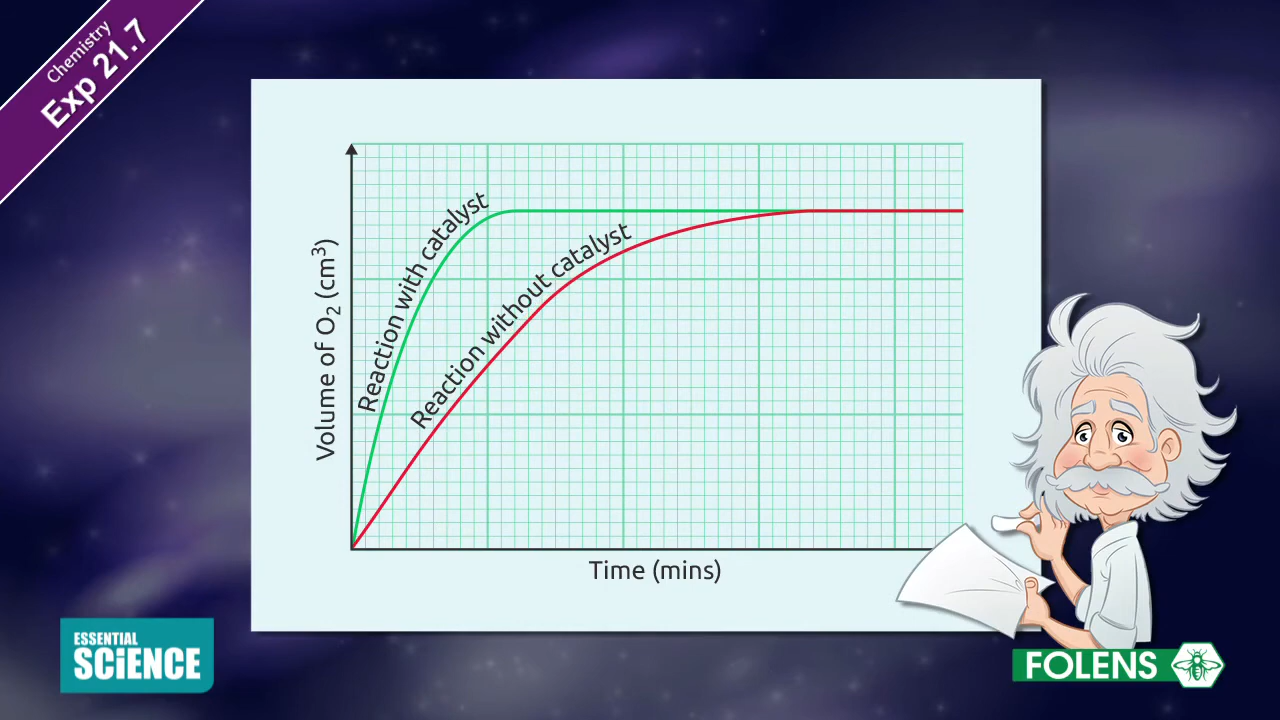 Chemistry
Exp 21.7
Volume of O₂ (cm³)
Reaction with catalyst
Reaction without catalyst
Time (mins)
ESSENTIAL
SCiENCE
FOLENS